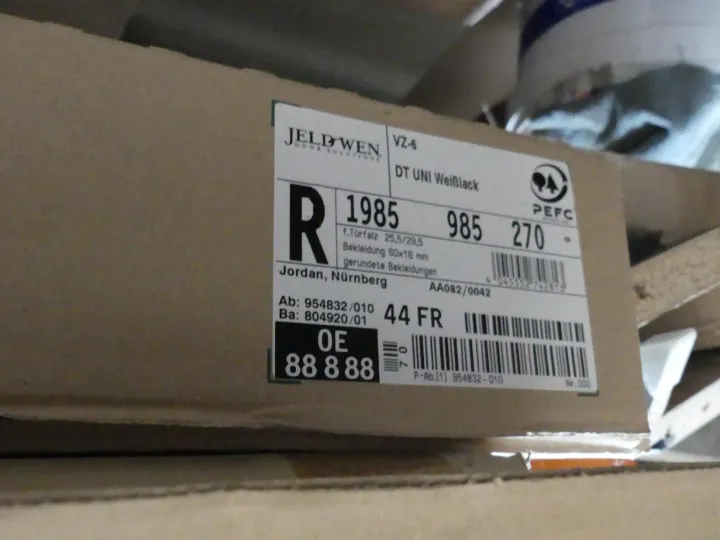 JELD-WEN.
DOOR SOLUTIONS
VZ-6
DT UNI Weißlack
PEFC
R
1985 985 270
f.Türfalz 25,5/29,5
Bekleidung 60x16 mm
gerundete Bekleidungen
Jordan, Nürnberg
AA082/0042
Ab: 954832/010
Ba: 804920/01
44 FR
OE
88 8 88
70
P-Ab.(1) 954832-010